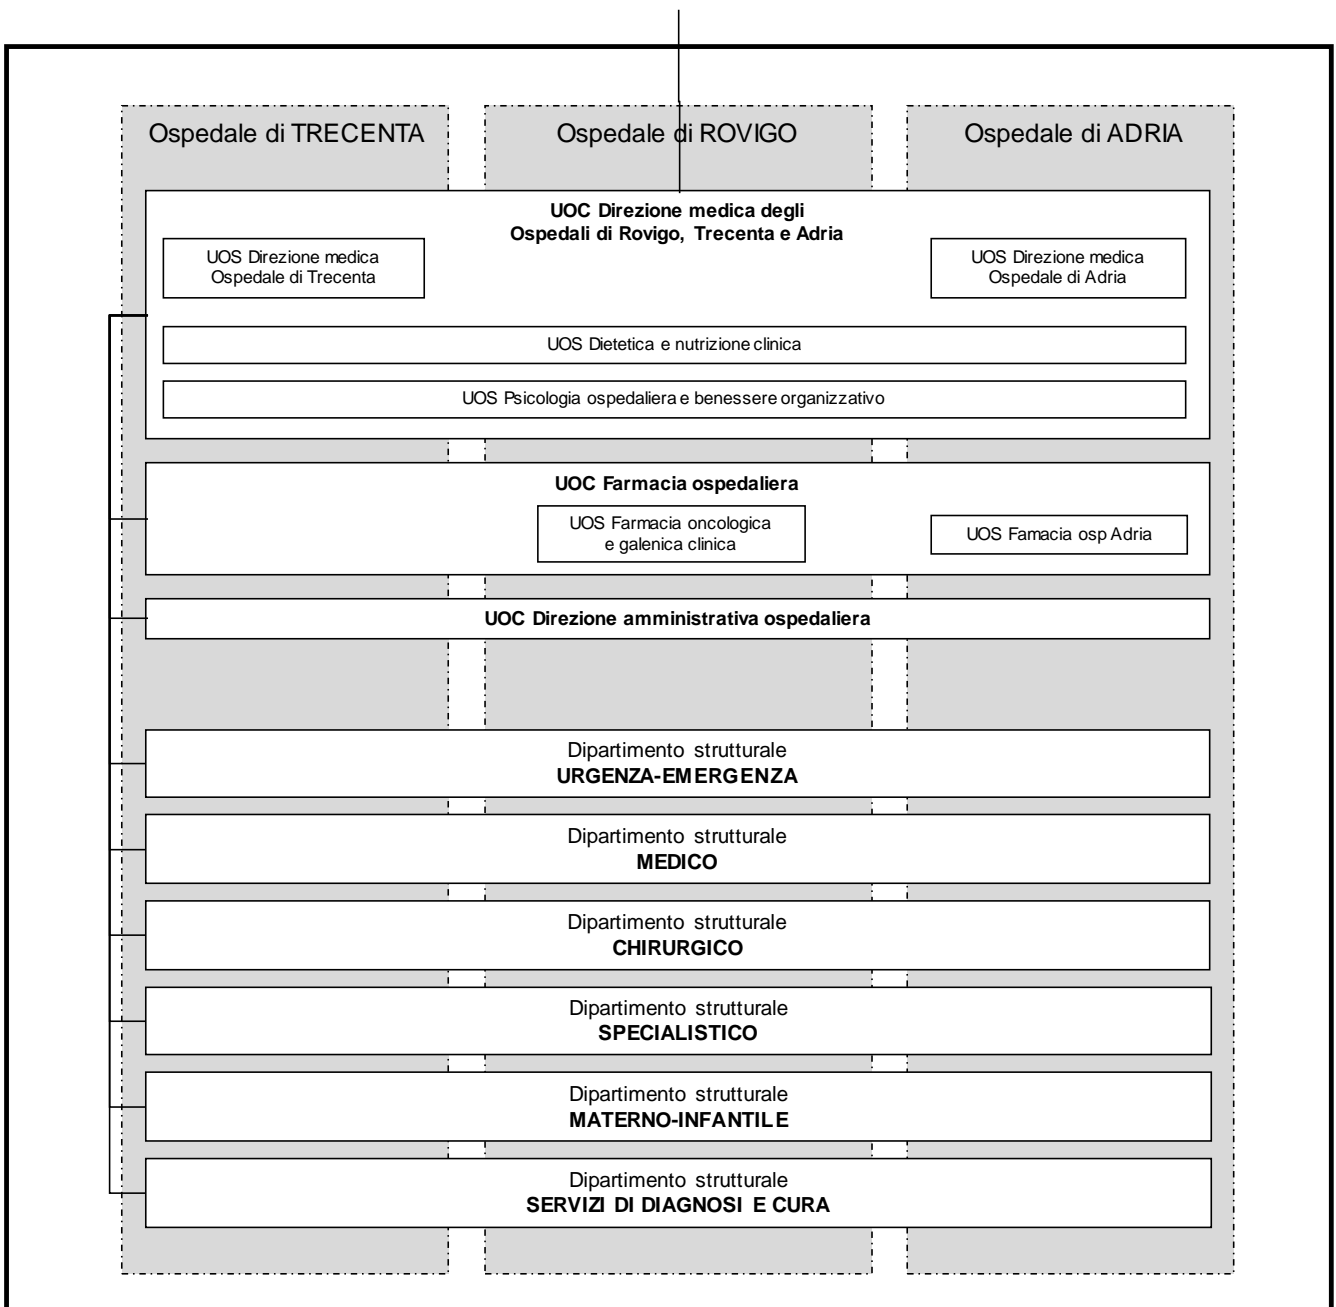 Ospedale di TRECENTA
Ospedale di ROVIGO
Ospedale di ADRIA
UOC Direzione medica degli
Ospedali di Rovigo, Trecenta e Adria
UOS Direzione medica
Ospedale di Trecenta
UOS Direzione medica
Ospedale di Adria
UOS Dietetica e nutrizione clinica
UOS Psicologia ospedaliera e benessere organizzativo
UOC Farmacia ospedaliera
UOS Farmacia oncologica
e galenica clinica
UOS Famacia osp Adria
UOC Direzione amministrativa ospedaliera
Dipartimento strutturale
URGENZA-EMERGENZA
Dipartimento strutturale
MEDICO
Dipartimento strutturale
CHIRURGICO
Dipartimento strutturale
SPECIALISTICO
Dipartimento strutturale
MATERNO-INFANTILE
Dipartimento strutturale
SERVIZI DI DIAGNOSI E CURA